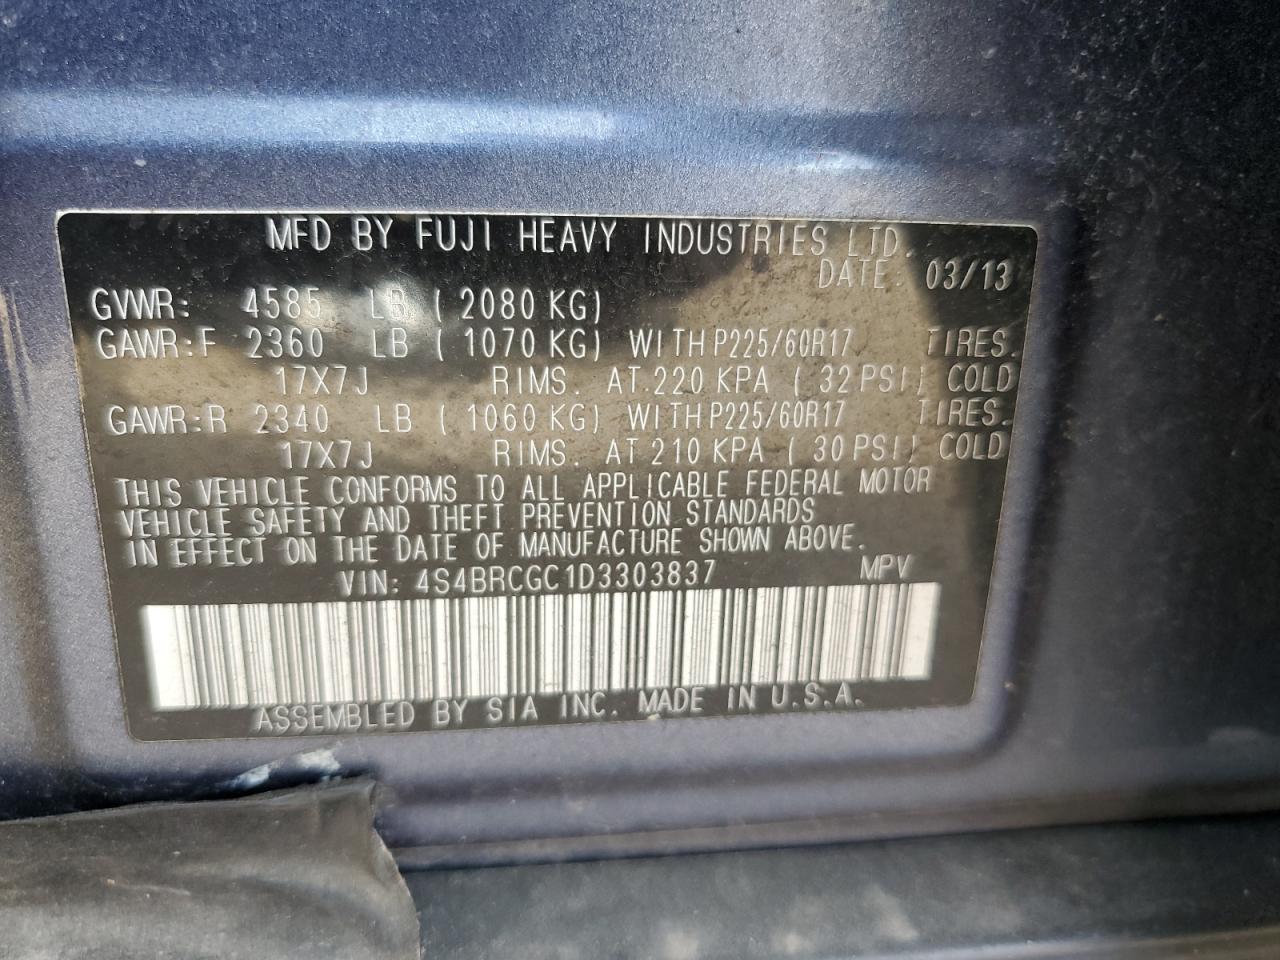 MFD BY FUJI HEAVY INDUSTRIES LTD.
DATE. 03/13
GVWR: 4585 LB ( 2080 KG)
GAWR:F 2360 LB ( 1070 KG) WITH P225/60R17 TIRES.
17X7J RIMS. AT 220 KPA ( 32 PSI) COLD
GAWR:R 2340 LB ( 1060 KG) WITH P225/60R17 TIRES.
17X7J RIMS. AT 210 KPA ( 30 PSI) COLD
THIS VEHICLE CONFORMS TO ALL APPLICABLE FEDERAL MOTOR
VEHICLE SAFETY AND THEFT PREVENTION STANDARDS
IN EFFECT ON THE DATE OF MANUFACTURE SHOWN ABOVE.
VIN: 4S4BRCGC1D3303837 MPV
ASSEMBLED BY SIA INC. MADE IN U.S.A.